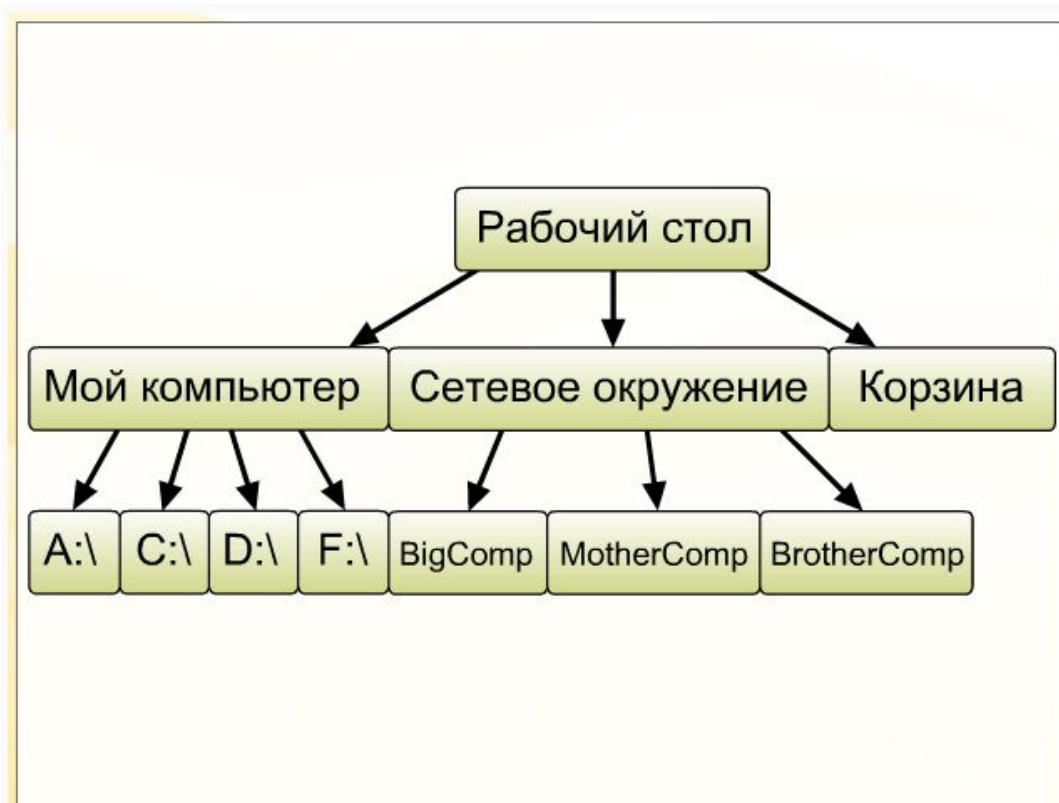 Рабочий стол
Мой компьютер Сетевое окружение Корзина
A:\ C:\ D:\ F:\ BigComp MotherComp BrotherComp